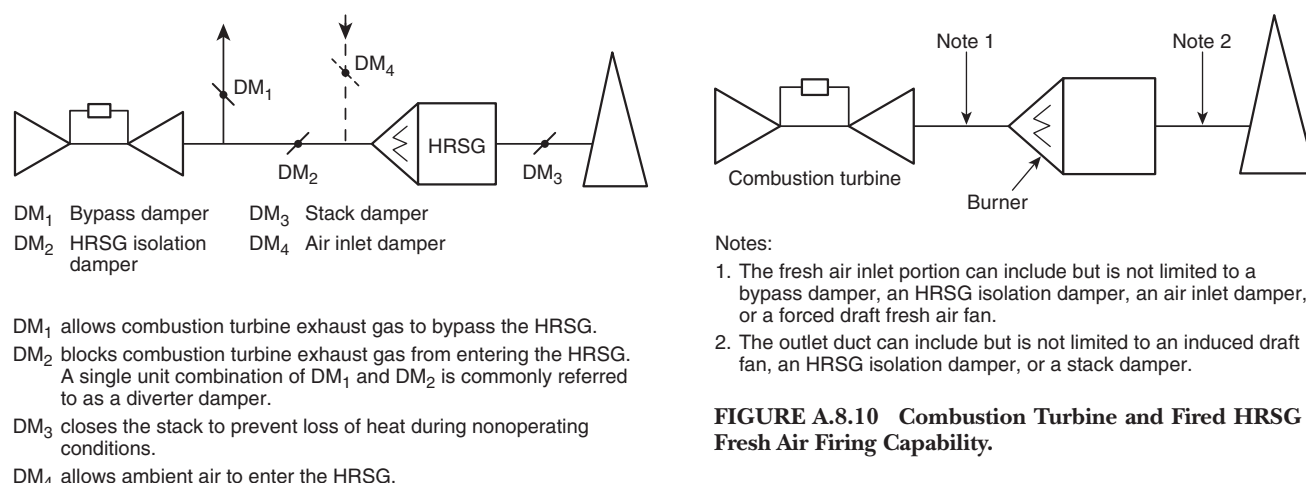 DM₁
DM₄
HRSG
DM₂
DM₃
DM₁ Bypass damper
DM₂ HRSG isolation
damper
DM₃ Stack damper
DM₄ Air inlet damper
DM₁ allows combustion turbine exhaust gas to bypass the HRSG.
DM₂ blocks combustion turbine exhaust gas from entering the HRSG.
A single unit combination of DM₁ and DM₂ is commonly referred
to as a diverter damper.
DM₃ closes the stack to prevent loss of heat during nonoperating
conditions.
DM₄ allows ambient air to enter the HRSG.
Note 1
Note 2
Combustion turbine
Burner
Notes:
1. The fresh air inlet portion can include but is not limited to a
bypass damper, an HRSG isolation damper, an air inlet damper,
or a forced draft fresh air fan.
2. The outlet duct can include but is not limited to an induced draft
fan, an HRSG isolation damper, or a stack damper.
FIGURE A.8.10 Combustion Turbine and Fired HRSG
Fresh Air Firing Capability.